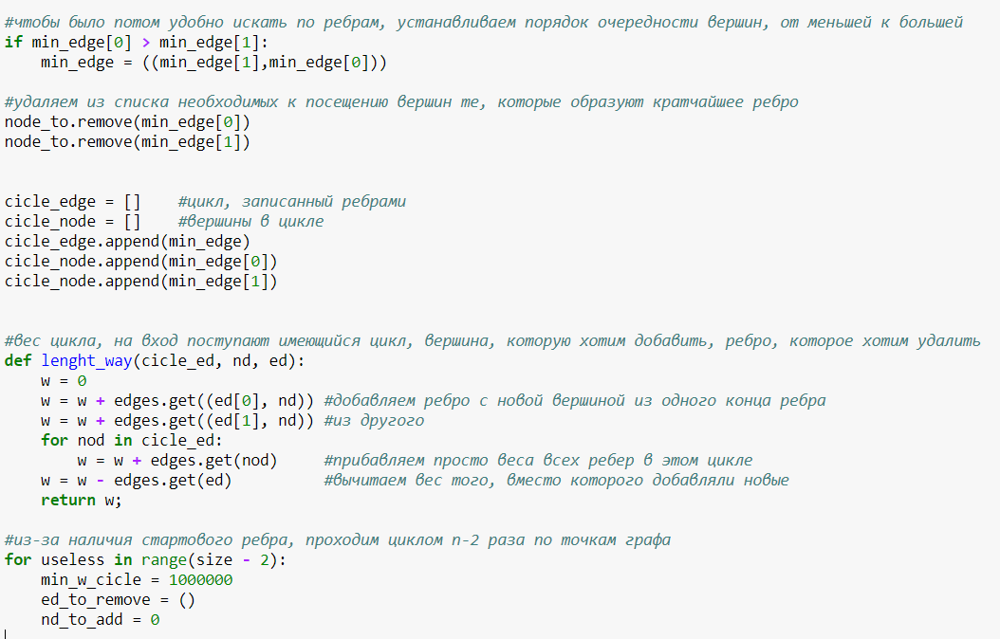 #чтобы было потом удобно искать по ребрам, устанавливаем порядок очередности вершин, от меньшей к большей
if min_edge[0] > min_edge[1]:
    min_edge = ((min_edge[1],min_edge[0]))
#удаляем из списка необходимых к посещению вершин те, которые образуют кратчайшее ребро
node_to.remove(min_edge[0])
node_to.remove(min_edge[1])
cicle_edge = []    #цикл, записанный ребрами
cicle_node = []    #вершины в цикле
cicle_edge.append(min_edge)
cicle_node.append(min_edge[0])
cicle_node.append(min_edge[1])
#вес цикла, на вход поступают имеющийся цикл, вершина, которую хотим добавить, ребро, которое хотим удалить
def lenght_way(cicle_ed, nd, ed):
    w = 0
    w = w + edges.get((ed[0], nd)) #добавляем ребро с новой вершиной из одного конца ребра
    w = w + edges.get((ed[1], nd)) #из другого
    for nod in cicle_ed:
        w = w + edges.get(nod)     #прибавляем просто веса всех ребер в этом цикле
    w = w - edges.get(ed)          #вычитаем вес того, вместо которого добавляли новые
    return w;
#из-за наличия стартового ребра, проходим циклом n-2 раза по точкам графа
for useless in range(size - 2):
    min_w_cicle = 1000000
    ed_to_remove = ()
    nd_to_add = 0